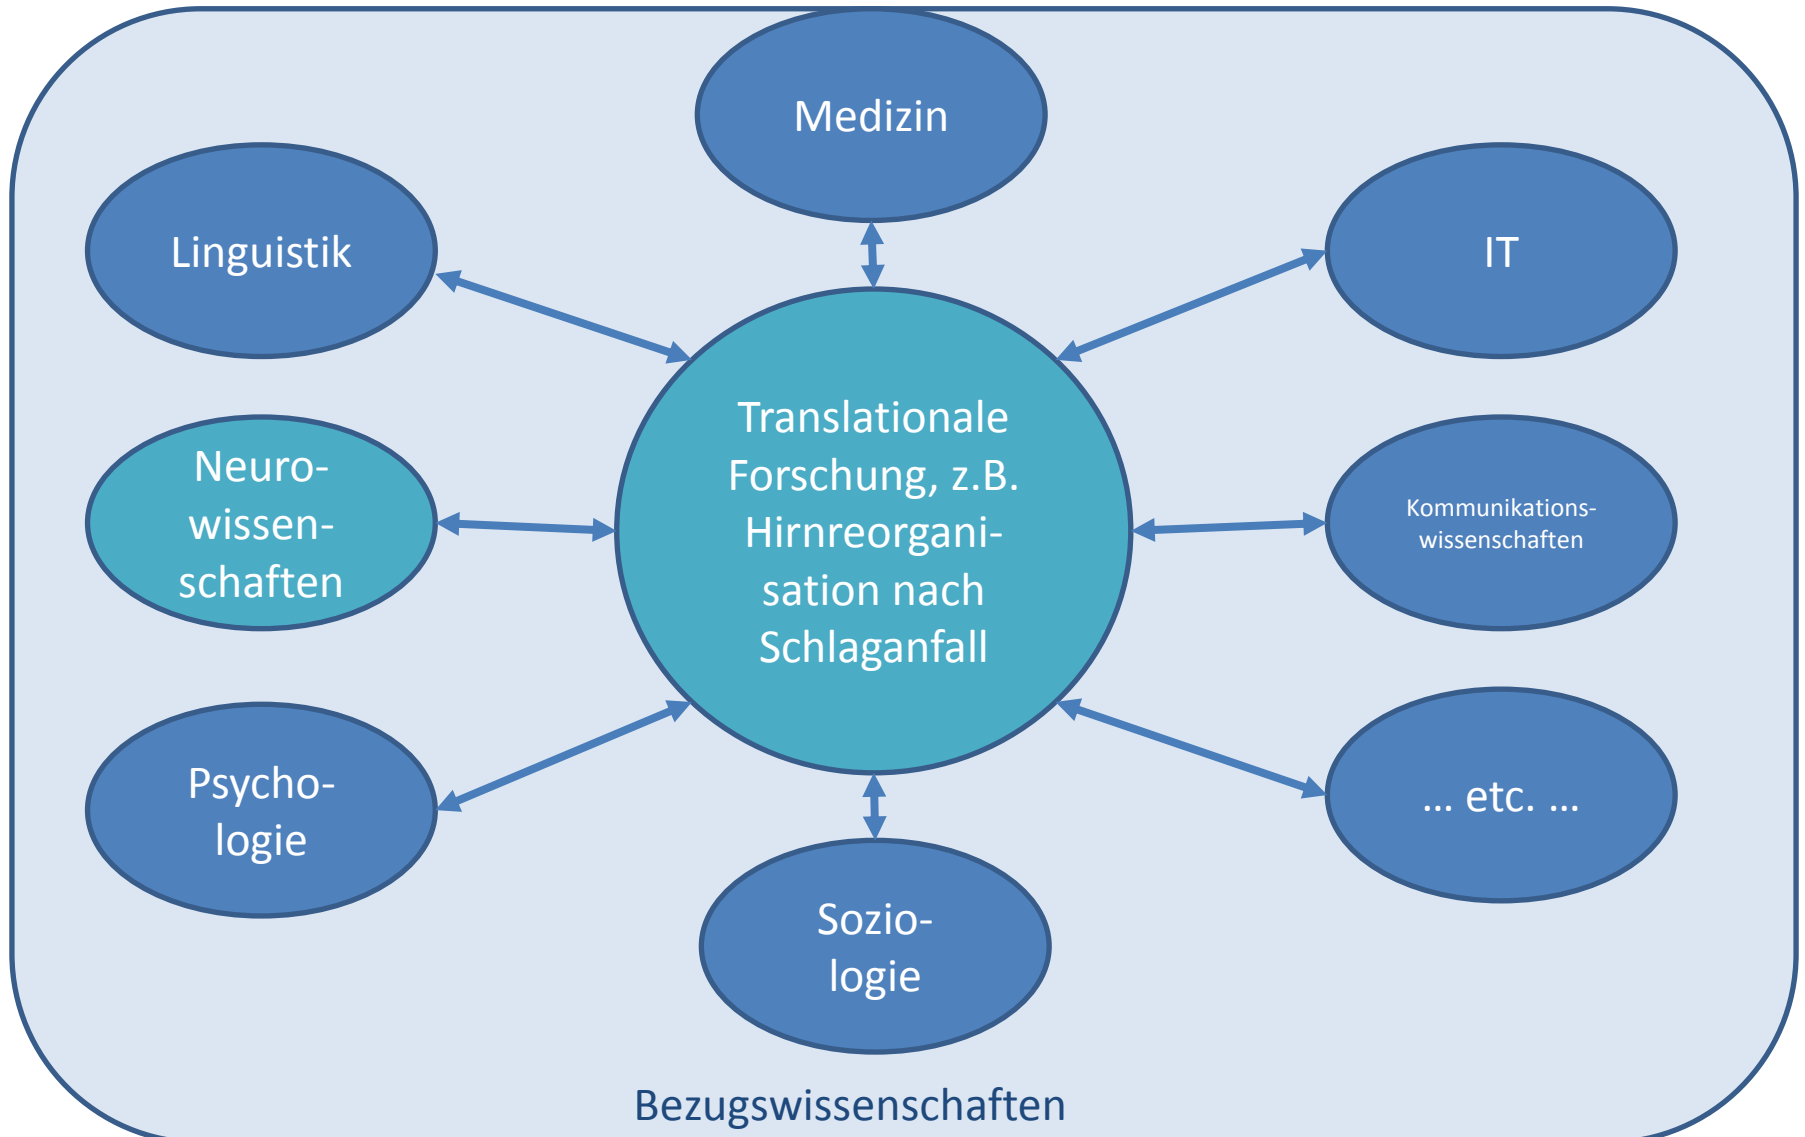 Medizin
Linguistik
IT
Translationale
Forschung, z.B.
Hirnreorgani-
sation nach
Schlaganfall
Neuro-
wissen-
schaften
Kommunikations-
wissenschaften
Psycho-
logie
... etc. ...
Sozio-
logie
Bezugswissenschaften